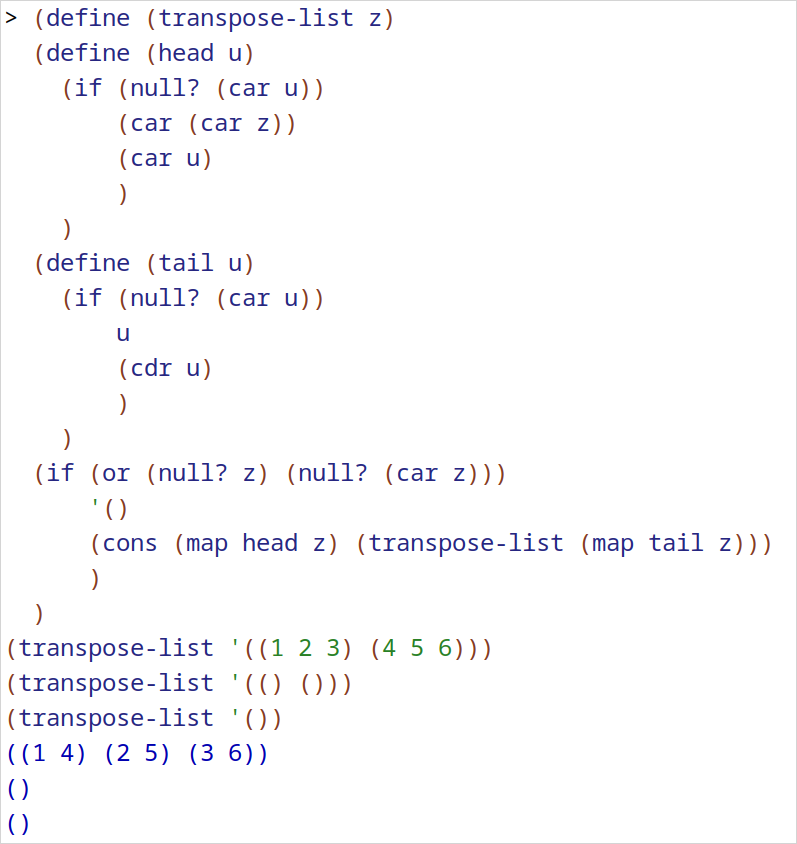 > (define (transpose-list z)
  (define (head u)
    (if (null? (car u))
        (car (car z))
        (car u)
        )
    )
  (define (tail u)
    (if (null? (car u))
        u
        (cdr u)
        )
    )
  (if (or (null? z) (null? (car z)))
      '()
      (cons (map head z) (transpose-list (map tail z)))
      )
  )
(transpose-list '((1 2 3) (4 5 6)))
(transpose-list '(() ()))
(transpose-list '())
((1 4) (2 5) (3 6))
()
()